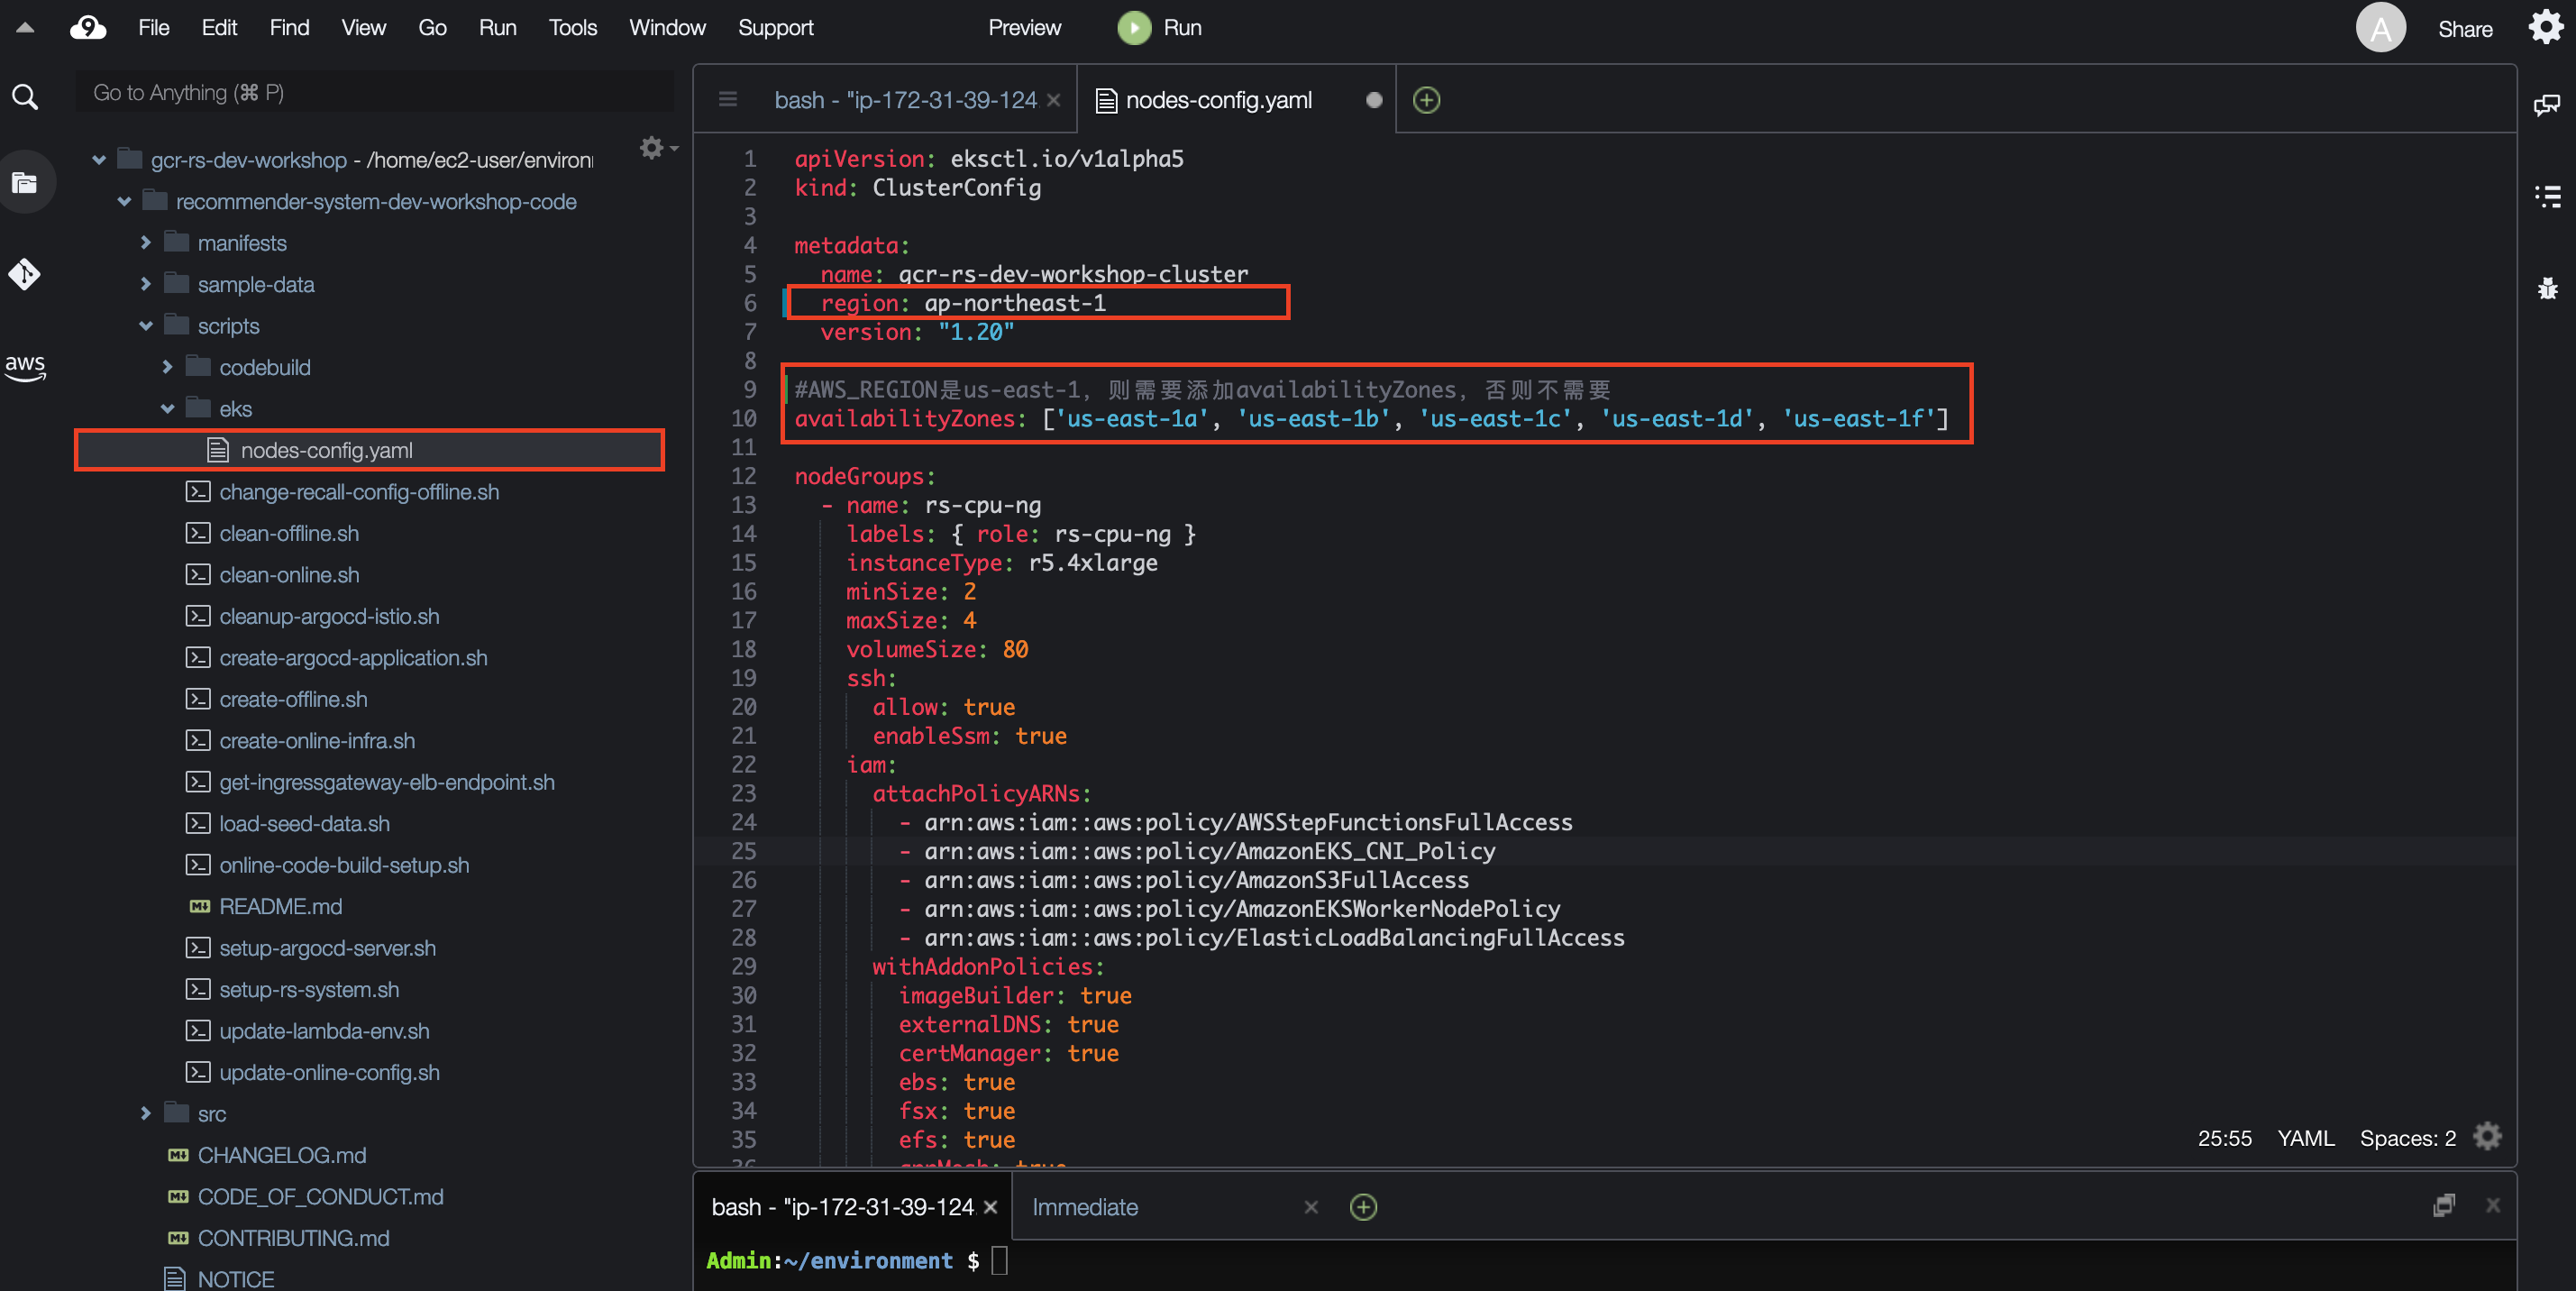 File Edit Find View Go Run Tools Window Support Preview Run A Share
Go to Anything (⌘ P)
gcr-rs-dev-workshop - /home/ec2-user/environ
recommender-system-dev-workshop-code
manifests
sample-data
scripts
codebuild
eks
nodes-config.yaml
change-recall-config-offline.sh
clean-offline.sh
clean-online.sh
cleanup-argocd-istio.sh
create-argocd-application.sh
create-offline.sh
create-online-infra.sh
get-ingressgateway-elb-endpoint.sh
load-seed-data.sh
online-code-build-setup.sh
README.md
setup-argocd-server.sh
setup-rs-system.sh
update-lambda-env.sh
update-online-config.sh
src
CHANGELOG.md
CODE_OF_CONDUCT.md
CONTRIBUTING.md
NOTICE
aws
bash - "ip-172-31-39-124. nodes-config.yaml
1 apiVersion: eksctl.io/v1alpha5
2 kind: ClusterConfig
3
4 metadata:
5 name: gcr-rs-dev-workshop-cluster
6 region: ap-northeast-1
7 version: "1.20"
8
9 #AWS_REGION是us-east-1，则需要添加availabilityZones，否则不需要
10 availabilityZones: ['us-east-1a', 'us-east-1b', 'us-east-1c', 'us-east-1d', 'us-east-1f']
11
12 nodeGroups:
13 - name: rs-cpu-ng
14 labels: { role: rs-cpu-ng }
15 instanceType: r5.4xlarge
16 minSize: 2
17 maxSize: 4
18 volumeSize: 80
19 ssh:
20 allow: true
21 enableSsm: true
22 iam:
23 attachPolicyARNs:
24 - arn:aws:iam::aws:policy/AWSStepFunctionsFullAccess
25 - arn:aws:iam::aws:policy/AmazonEKS_CNI_Policy
26 - arn:aws:iam::aws:policy/AmazonS3FullAccess
27 - arn:aws:iam::aws:policy/AmazonEKSWorkerNodePolicy
28 - arn:aws:iam::aws:policy/ElasticLoadBalancingFullAccess
29 withAddonPolicies:
30 imageBuilder: true
31 externalDNS: true
32 certManager: true
33 ebs: true
34 fsx: true
35 efs: true
36 appMesh: true
25:55 YAML Spaces: 2
bash - "ip-172-31-39-124. Immediate
Admin:~/environment $